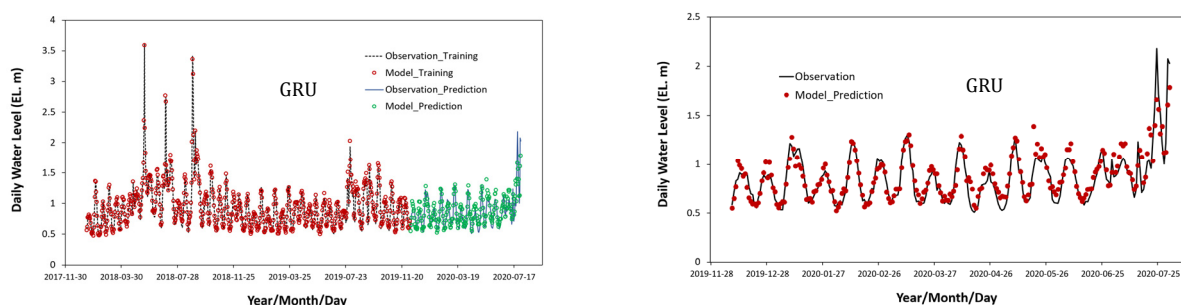 4
3.5
3
2.5
2
1.5
1
0.5
0
Daily Water Level (EL. m)
Observation_Training
Model_Training
Observation_Prediction
Model_Prediction
GRU
2017-11-30 2018-03-30 2018-07-28 2018-11-25 2019-03-25 2019-07-23 2019-11-20 2020-03-19 2020-07-17
Year/Month/Day
2.5
2
1.5
1
0.5
0
Daily Water Level (EL. m)
Observation
Model_Prediction
GRU
2019-11-28 2019-12-28 2020-01-27 2020-02-26 2020-03-27 2020-04-26 2020-05-26 2020-06-25 2020-07-25
Year/Month/Day